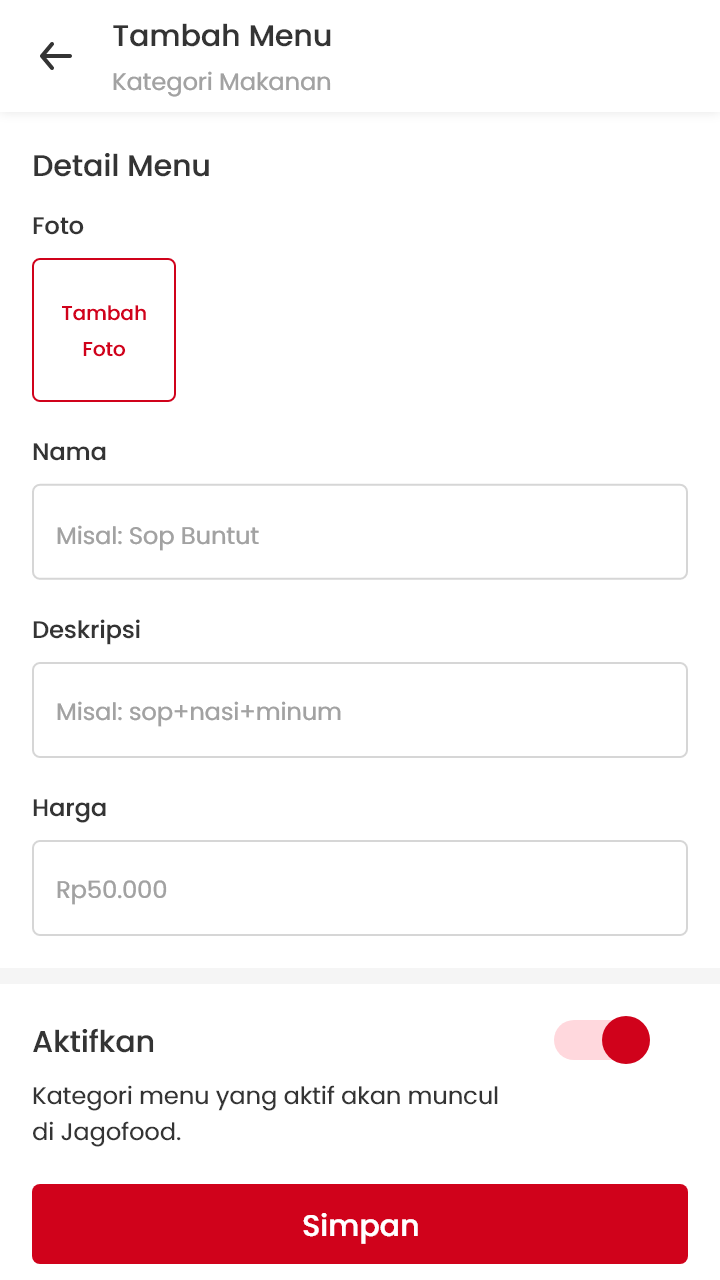 Tambah Menu
Kategori Makanan
Detail Menu
Foto
Tambah
Foto
Nama
Misal: Sop Buntut
Deskripsi
Misal: sop+nasi+minum
Harga
Rp50.000
Aktifkan
Kategori menu yang aktif akan muncul
di Jagofood.
Simpan